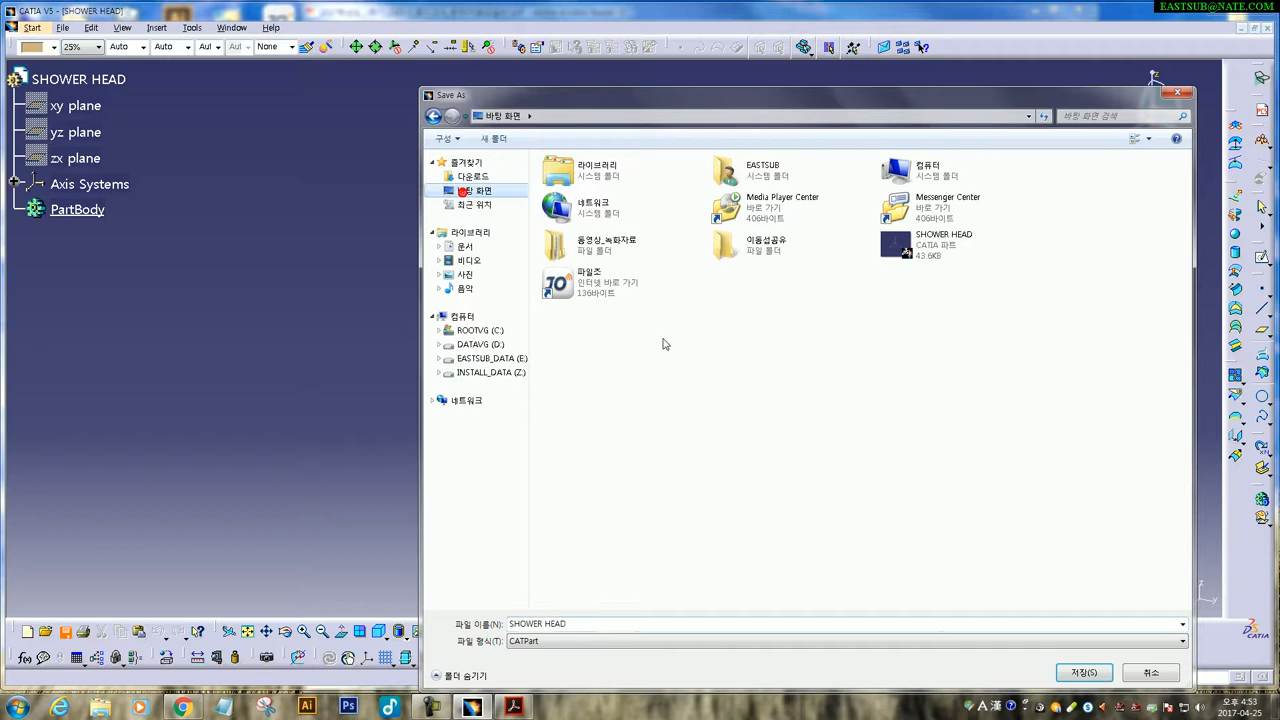 CATIA V5 - [SHOWER HEAD]
EASTSUB@NATE.COM
Start File Edit View Insert Tools Window Help
25% Auto Auto Aut Aut None
SHOWER HEAD
xy plane
yz plane
zx plane
Axis Systems
PartBody
Save As
바탕 화면
바탕 화면 검색
구성 새 폴더
즐겨찾기
다운로드
바탕 화면
최근 위치
라이브러리
문서
비디오
사진
음악
컴퓨터
ROOTVG (C:)
DATAVG (D:)
EASTSUB_DATA (E:)
INSTALL_DATA (Z:)
네트워크
라이브러리
시스템 폴더
EASTSUB
시스템 폴더
컴퓨터
시스템 폴더
네트워크
시스템 폴더
Media Player Center
바로 가기
406바이트
Messenger Center
바로 가기
406바이트
동영상_녹화자료
파일 폴더
이동섭공유
파일 폴더
SHOWER HEAD
CATIA 파트
43.6KB
파일조
인터넷 바로 가기
136바이트
파일 이름(N): SHOWER HEAD
파일 형식(T): CATPart
폴더 숨기기
저장(S)
취소
A 漢
오후 4:53
2017-04-25